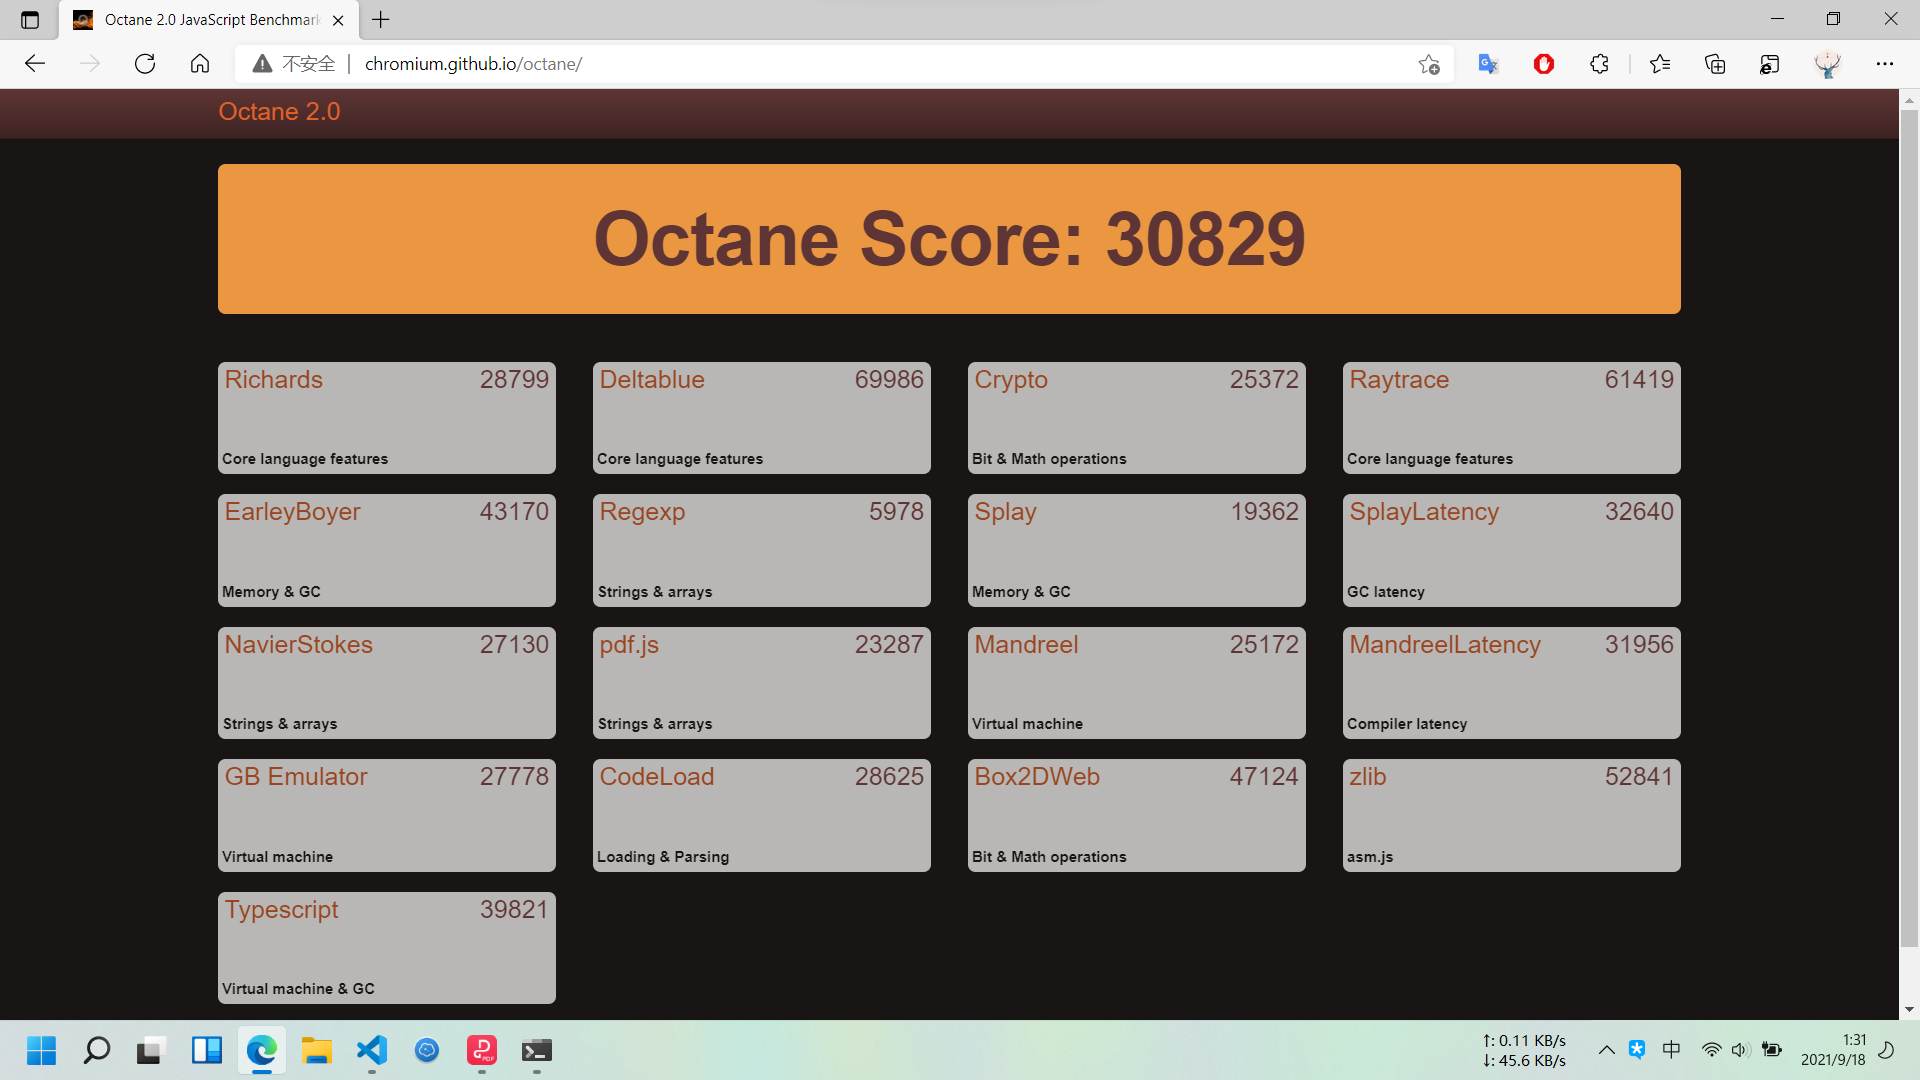 Octane 2.0 JavaScript Benchmark
不安全 | chromium.github.io/octane/
Octane 2.0
Octane Score: 30829
Richards 28799
Core language features
Deltablue 69986
Core language features
Crypto 25372
Bit & Math operations
Raytrace 61419
Core language features
EarleyBoyer 43170
Memory & GC
Regexp 5978
Strings & arrays
Splay 19362
Memory & GC
SplayLatency 32640
GC latency
NavierStokes 27130
Strings & arrays
pdf.js 23287
Strings & arrays
Mandreel 25172
Virtual machine
MandreelLatency 31956
Compiler latency
GB Emulator 27778
Virtual machine
CodeLoad 28625
Loading & Parsing
Box2DWeb 47124
Bit & Math operations
zlib 52841
asm.js
Typescript 39821
Virtual machine & GC
↑: 0.11 KB/s
↓: 45.6 KB/s
中
1:31
2021/9/18